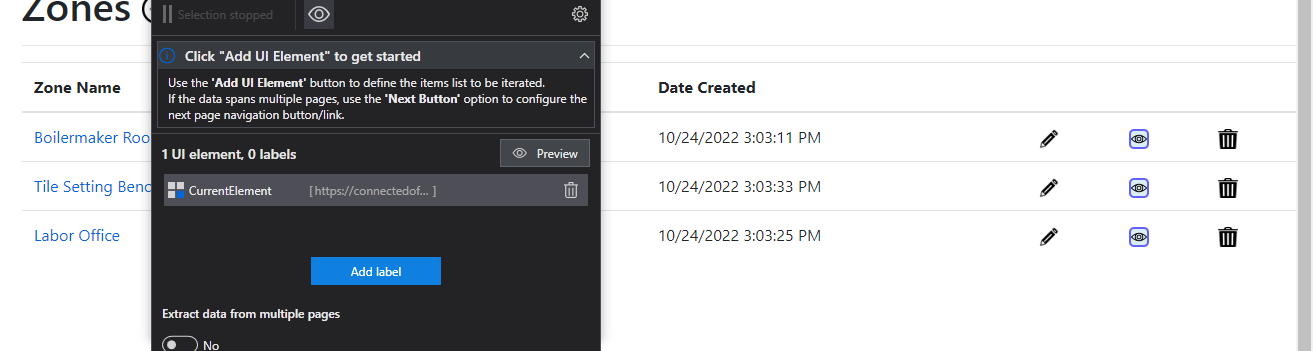 Zones
Selection stopped
Click "Add UI Element" to get started
Use the 'Add UI Element' button to define the items list to be iterated.
If the data spans multiple pages, use the 'Next Button' option to configure the
next page navigation button/link.
Zone Name
Date Created
1 UI element, 0 labels
Preview
Boilermaker Roo
10/24/2022 3:03:11 PM
CurrentElement [ https://connectedof... ]
Tile Setting Benc
10/24/2022 3:03:33 PM
Labor Office
10/24/2022 3:03:25 PM
Add label
Extract data from multiple pages
No